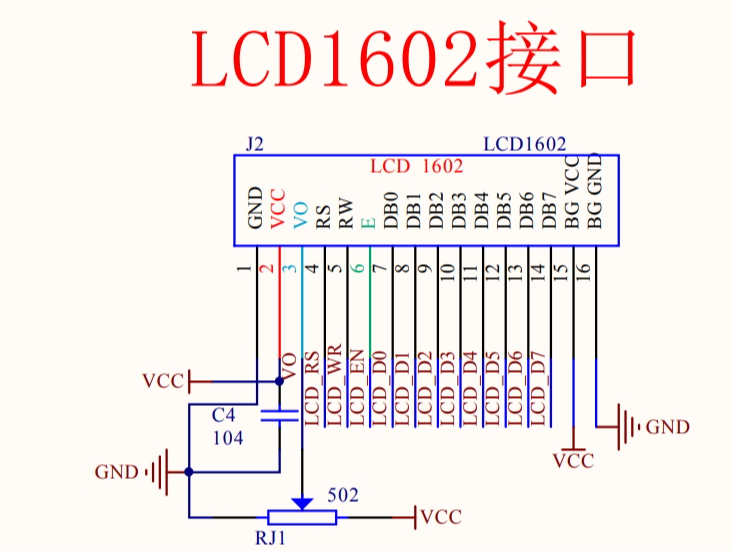 LCD1602接口
J2
LCD1602
LCD 1602
GND
VCC
VO
RS
RW
E
DB0
DB1
DB2
DB3
DB4
DB5
DB6
DB7
BG VCC
BG GND
1
2
3
4
5
6
7
8
9
10
11
12
13
14
15
16
VO
LCD_RS
LCD_WR
LCD_EN
LCD_D0
LCD_D1
LCD_D2
LCD_D3
LCD_D4
LCD_D5
LCD_D6
LCD_D7
VCC
C4
104
GND
VCC
GND
502
VCC
RJ1